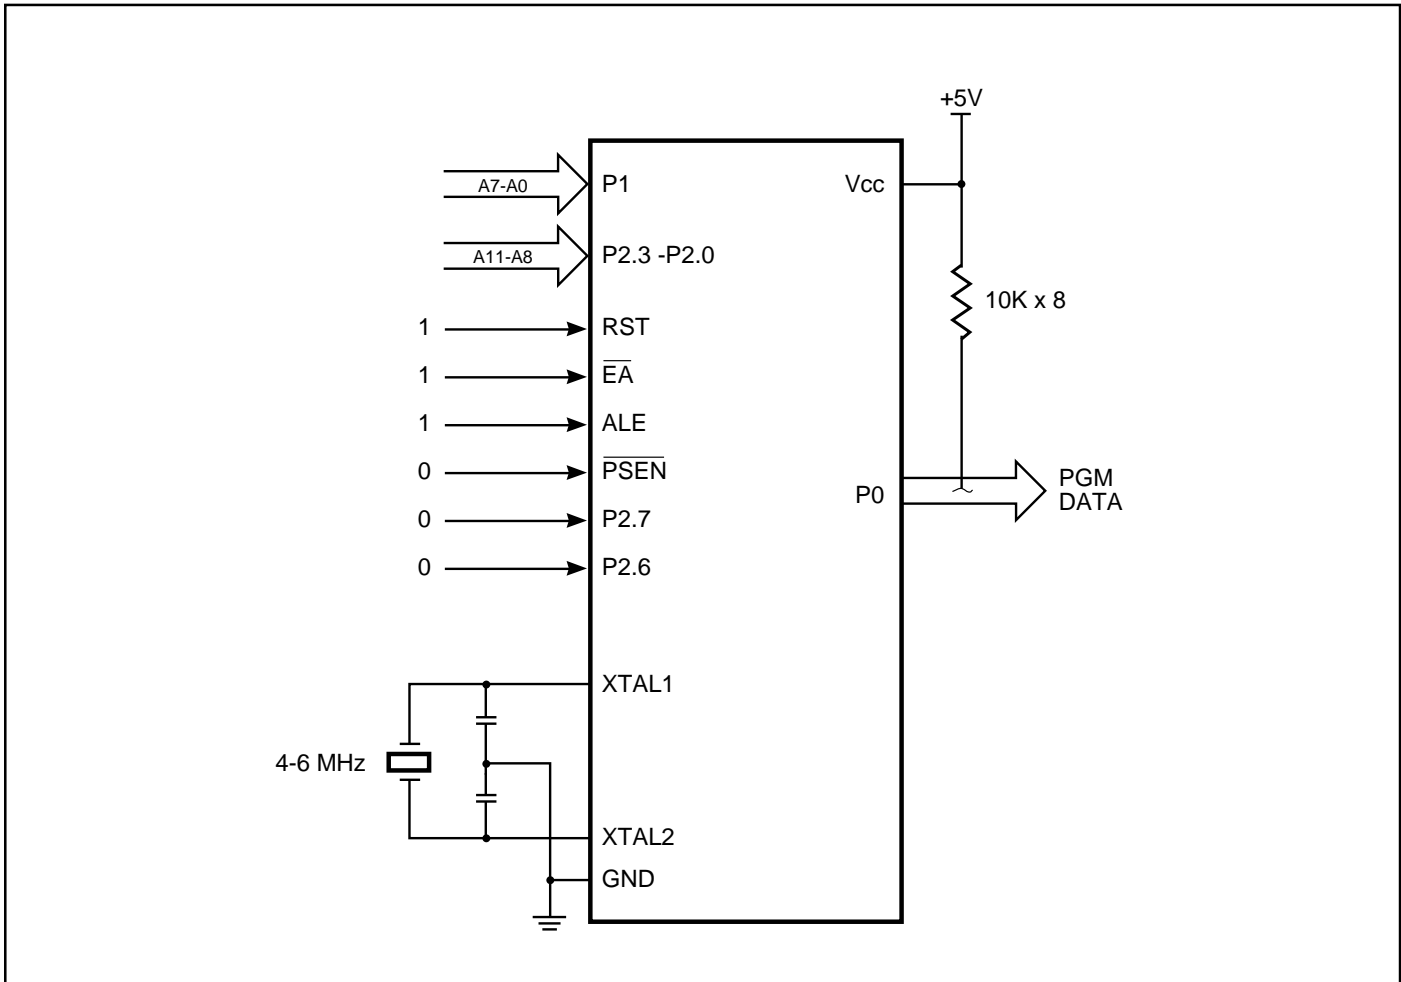 +5V
A7-A0
P1
Vcc
A11-A8
P2.3 -P2.0
10K x 8
1
RST
1
EA
1
ALE
0
PSEN
PGM
DATA
P0
0
P2.7
0
P2.6
XTAL1
4-6 MHz
XTAL2
GND